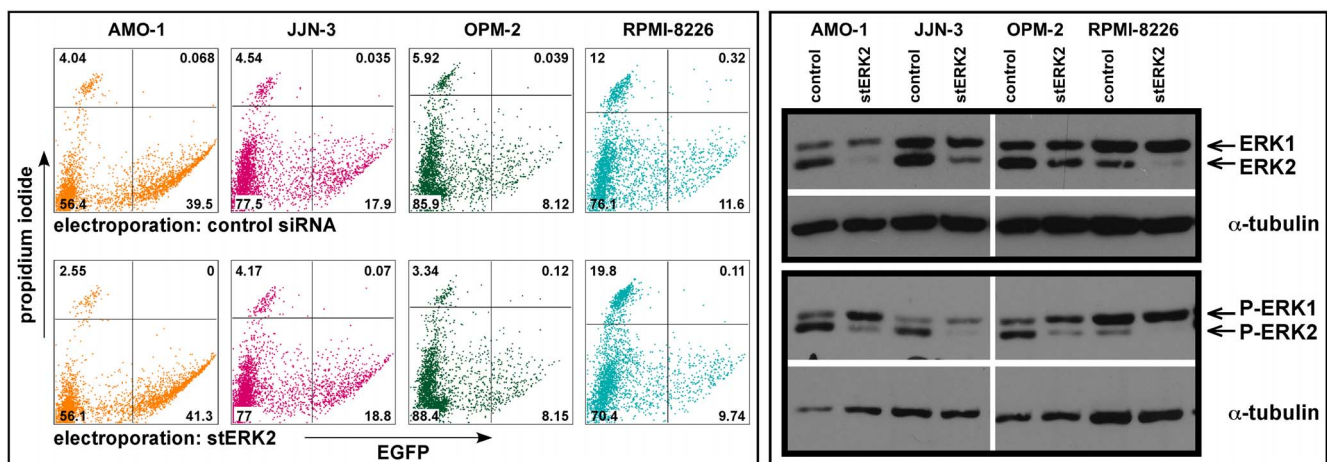 AMO-1 JJN-3 OPM-2 RPMI-8226
4.04 0.068 4.54 0.035 5.92 0.039 12 0.32
56.4 39.5 77.5 17.9 85.9 8.12 76.1 11.6
electroporation: control siRNA
2.55 0 4.17 0.07 3.34 0.12 19.8 0.11
56.1 41.3 77 18.8 88.4 8.15 70.4 9.74
electroporation: stERK2
EGFP
propidium iodide
AMO-1 JJN-3 OPM-2 RPMI-8226
control stERK2 control stERK2 control stERK2 control stERK2
ERK1
ERK2
α-tubulin
P-ERK1
P-ERK2
α-tubulin